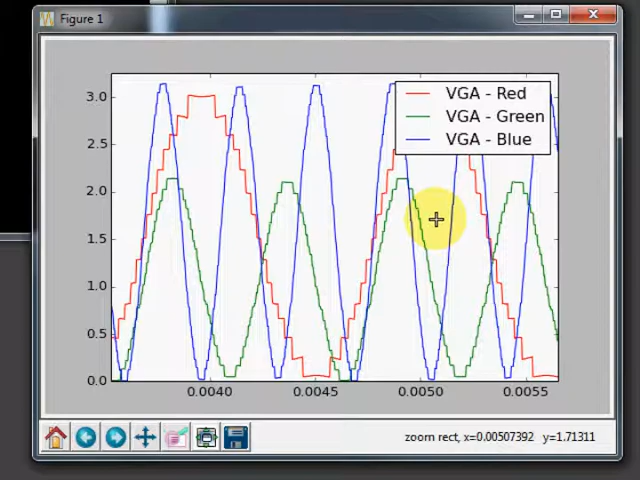 Figure 1
VGA - Red
VGA - Green
VGA - Blue
3.0
2.5
2.0
1.5
1.0
0.5
0.0
0.0040 0.0045 0.0050 0.0055
zoom rect, x=0.00507392 y=1.71311